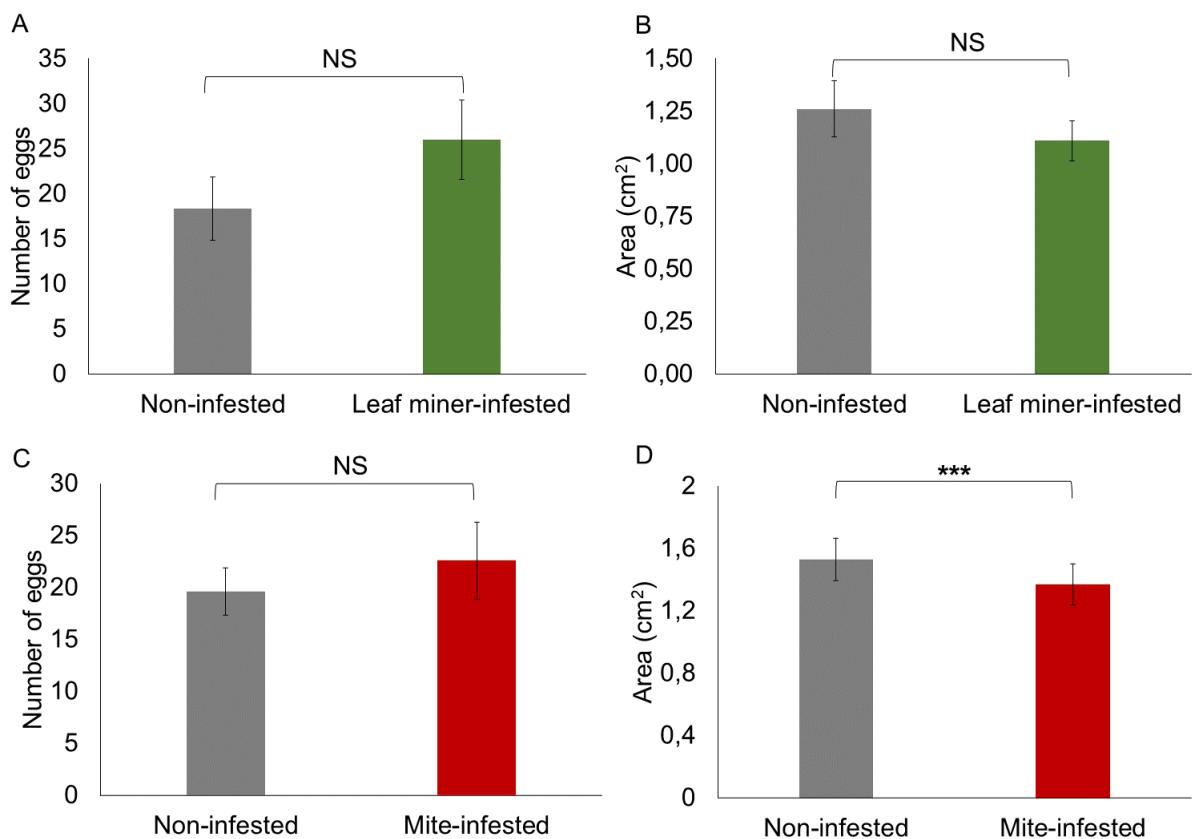 A
NS
35
30
25
20
15
10
5
0
Number of eggs
Non-infested
Leaf miner-infested
B
NS
1,50
1,25
1,00
0,75
0,50
0,25
0,00
Area (cm²)
Non-infested
Leaf miner-infested
C
NS
30
25
20
15
10
5
0
Number of eggs
Non-infested
Mite-infested
D
***
2
1,6
1,2
0,8
0,4
0
Area (cm²)
Non-infested
Mite-infested